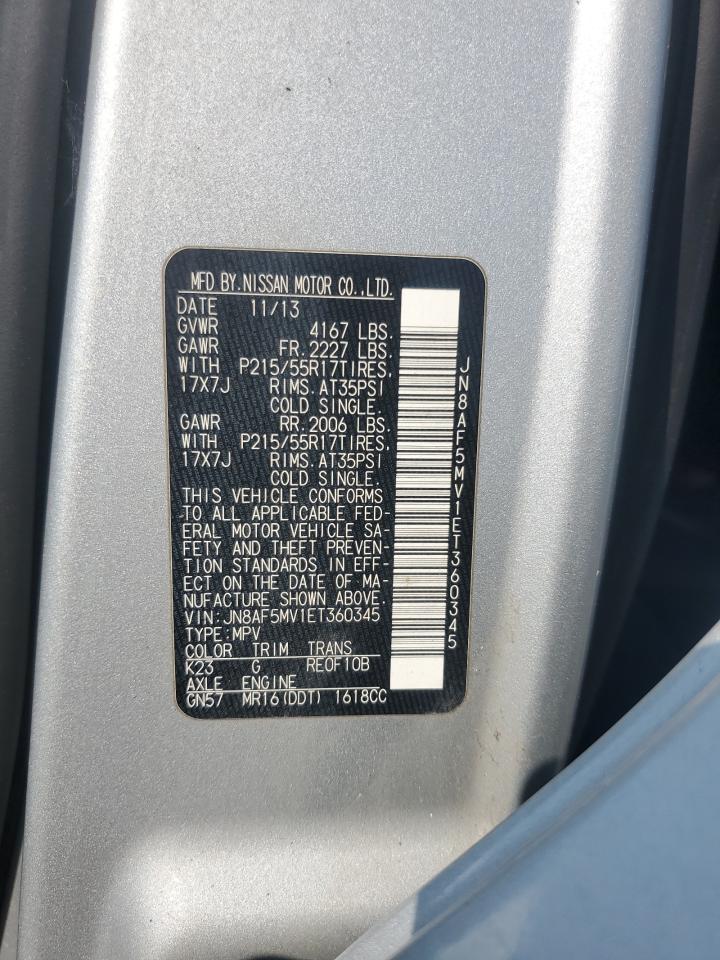 MFD BY.NISSAN MOTOR CO.,LTD.
DATE 11/13
GVWR 4167 LBS.
GAWR FR.2227 LBS.
WITH P215/55R17TIRES,
17X7J RIMS.AT35PSI
COLD SINGLE.
GAWR RR.2006 LBS.
WITH P215/55R17TIRES,
17X7J RIMS.AT35PSI
COLD SINGLE.
THIS VEHICLE CONFORMS
TO ALL APPLICABLE FED-
ERAL MOTOR VEHICLE SA-
FETY AND THEFT PREVEN-
TION STANDARDS IN EFF-
ECT ON THE DATE OF MA-
NUFACTURE SHOWN ABOVE.
VIN:JN8AF5MV1ET360345
TYPE:MPV
COLOR TRIM TRANS
K23 G RE0F10B
AXLE ENGINE
GN57 MR16(DDT) 1618CC
JN8AF5MV1ET360345